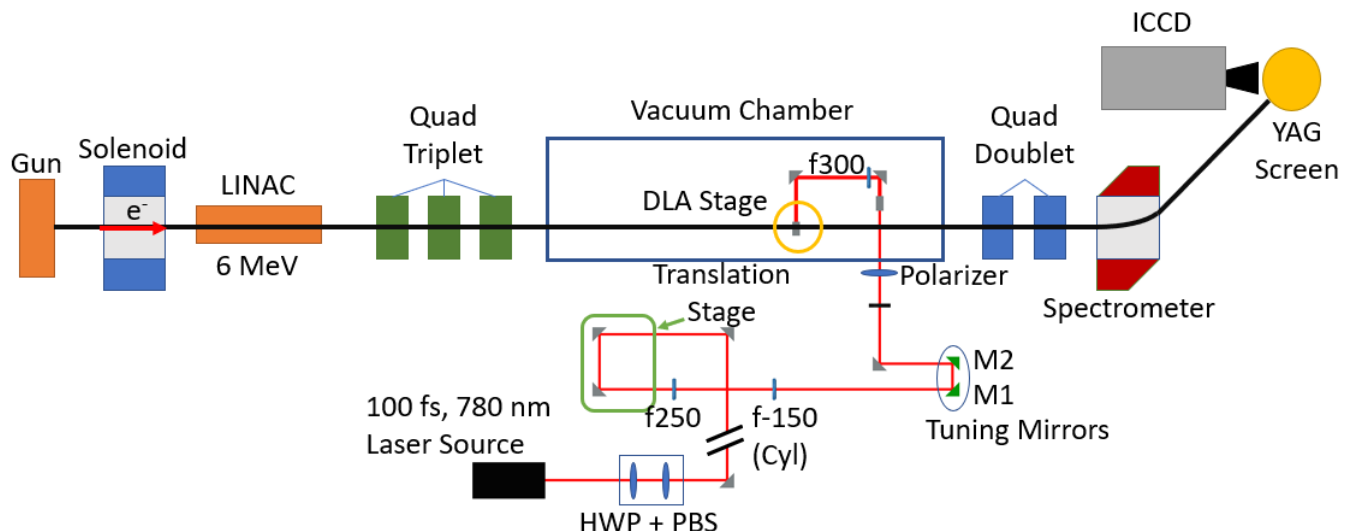 ICCD
YAG
Screen
Quad
Doublet
Vacuum Chamber
Quad
Triplet
Solenoid
Gun
LINAC
e-
6 MeV
f300
DLA Stage
Translation
Stage
Polarizer
Spectrometer
M2
M1
Tuning Mirrors
f250
f-150
(Cyl)
100 fs, 780 nm
Laser Source
HWP + PBS